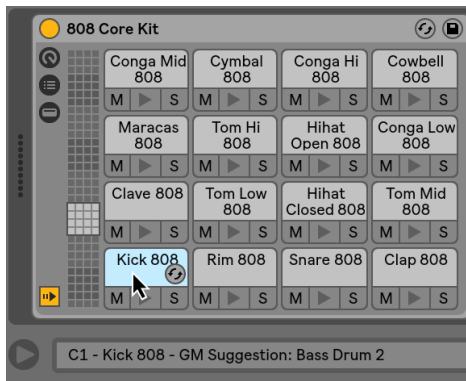 808 Core Kit
Conga Mid Cymbal Conga Hi Cowbell
808 808 808 808
M S M S M S M S
Maracas Tom Hi Hihat Conga Low
808 808 Open 808 808
M S M S M S M S
Clave 808 Tom Low Hihat Tom Mid
808 Closed 808 808
M S M S M S M S
Kick 808 Rim 808 Snare 808 Clap 808
M S M S M S M S
C1 - Kick 808 - GM Suggestion: Bass Drum 2